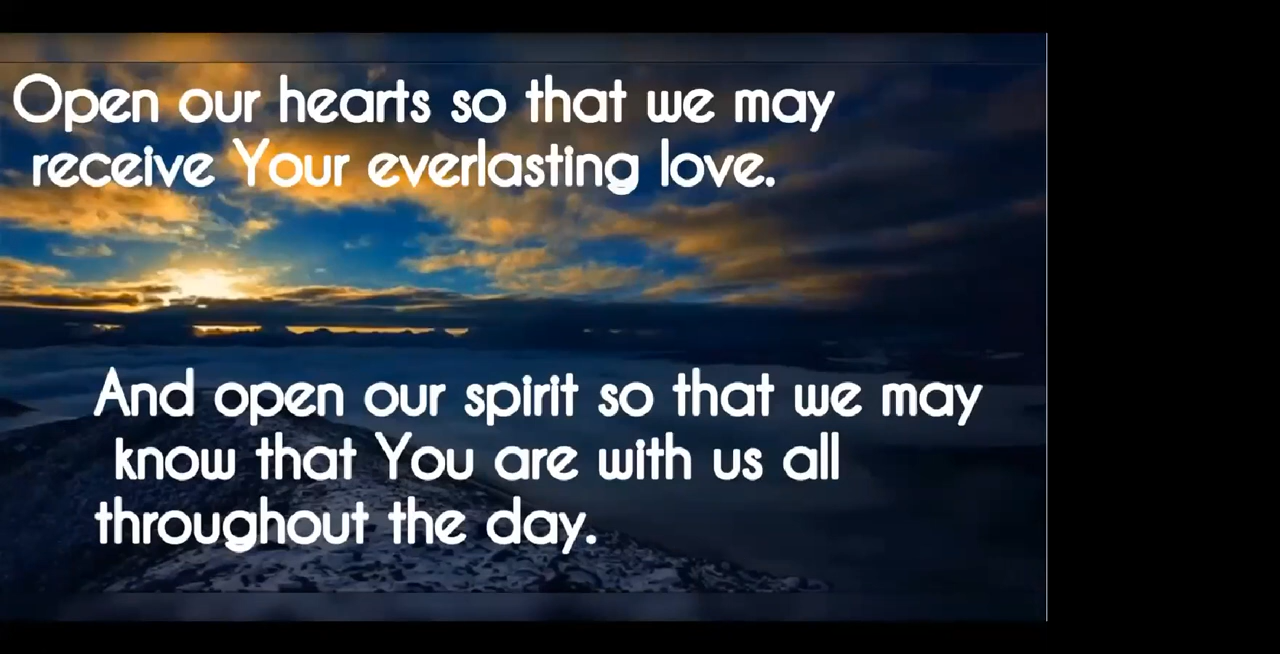 Open our hearts so that we may
receive Your everlasting love.
And open our spirit so that we may
know that You are with us all
throughout the day.